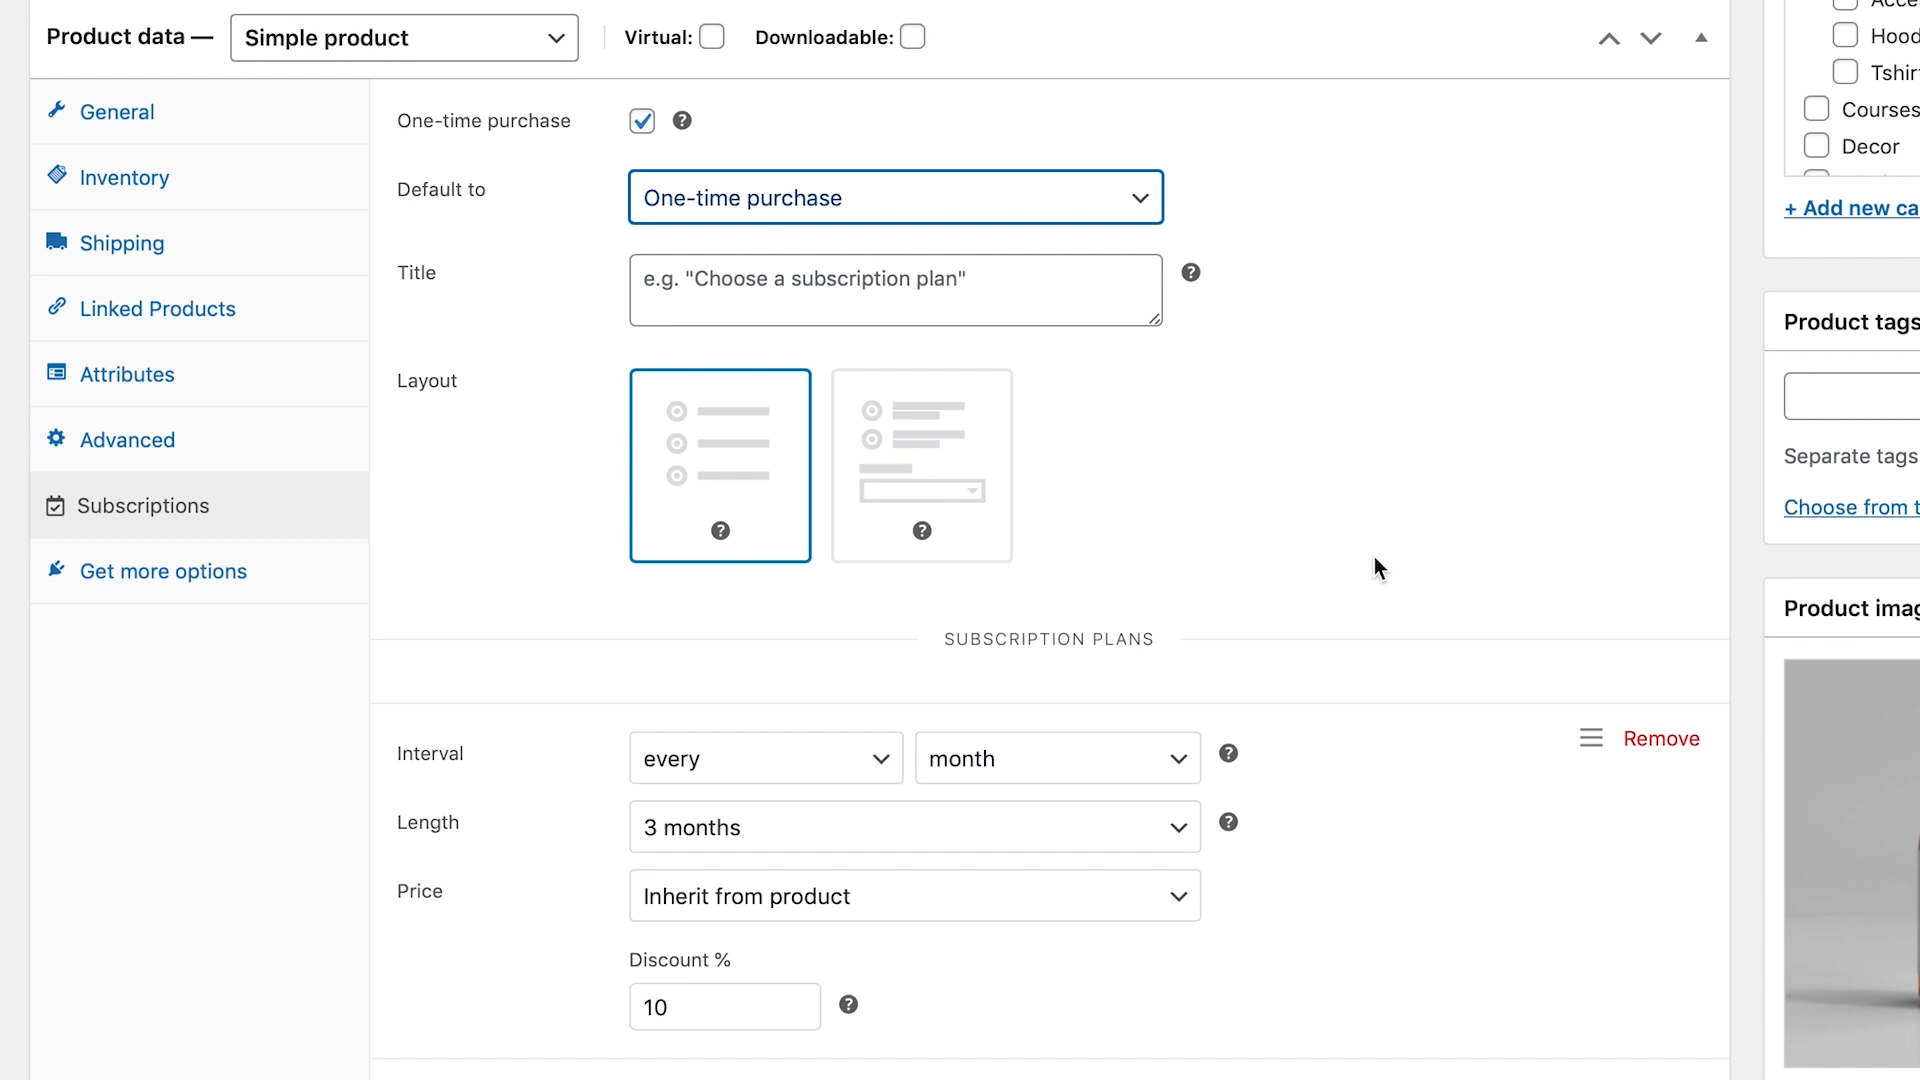 Product data —
Simple product
Virtual:
Downloadable:
General
Inventory
Shipping
Linked Products
Attributes
Advanced
Subscriptions
Get more options
One-time purchase
Default to
One-time purchase
Title
e.g. "Choose a subscription plan"
Layout
SUBSCRIPTION PLANS
Interval
every
month
Remove
Length
3 months
Price
Inherit from product
Discount %
10
Courses
Decor
+ Add new ca
Product tags
Separate tags
Choose from t
Product imag